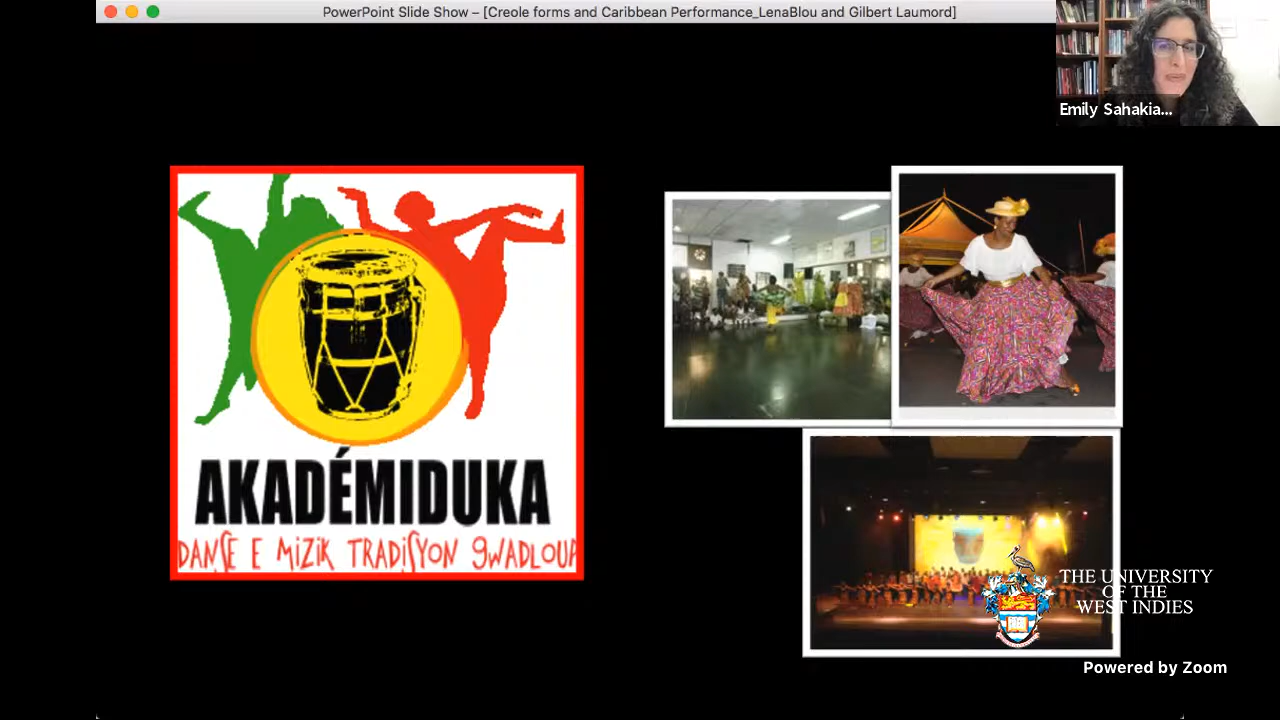 PowerPoint Slide Show – [Creole forms and Caribbean Performance_LenaBlou and Gilbert Laumord]
Emily Sahakia...
AKADÉMIDUKA
DANSE E MIZIK TRADISYON GWADLOUP
THE UNIVERSITY
OF THE
WEST INDIES
Powered by Zoom